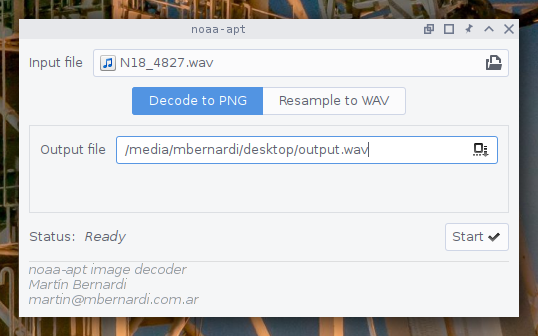 noaa-apt
Input file N18_4827.wav
Decode to PNG Resample to WAV
Output file /media/mbernardi/desktop/output.wav
Status: Ready Start
noaa-apt image decoder
Martín Bernardi
martin@mbernardi.com.ar